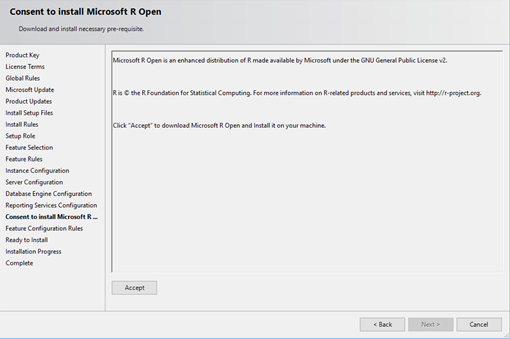 Consent to install Microsoft R Open
Download and install necessary pre-requisite.
Product Key
License Terms
Global Rules
Microsoft Update
Product Updates
Install Setup Files
Install Rules
Setup Role
Feature Selection
Feature Rules
Instance Configuration
Server Configuration
Database Engine Configuration
Reporting Services Configuration
Consent to install Microsoft R ...
Feature Configuration Rules
Ready to Install
Installation Progress
Complete
Microsoft R Open is an enhanced distribution of R made available by Microsoft under the GNU General Public License v2.
R is © the R Foundation for Statistical Computing. For more information on R-related products and services, visit http://r-project.org.
Click "Accept" to download Microsoft R Open and Install it on your machine.
Accept
< Back
Next >
Cancel